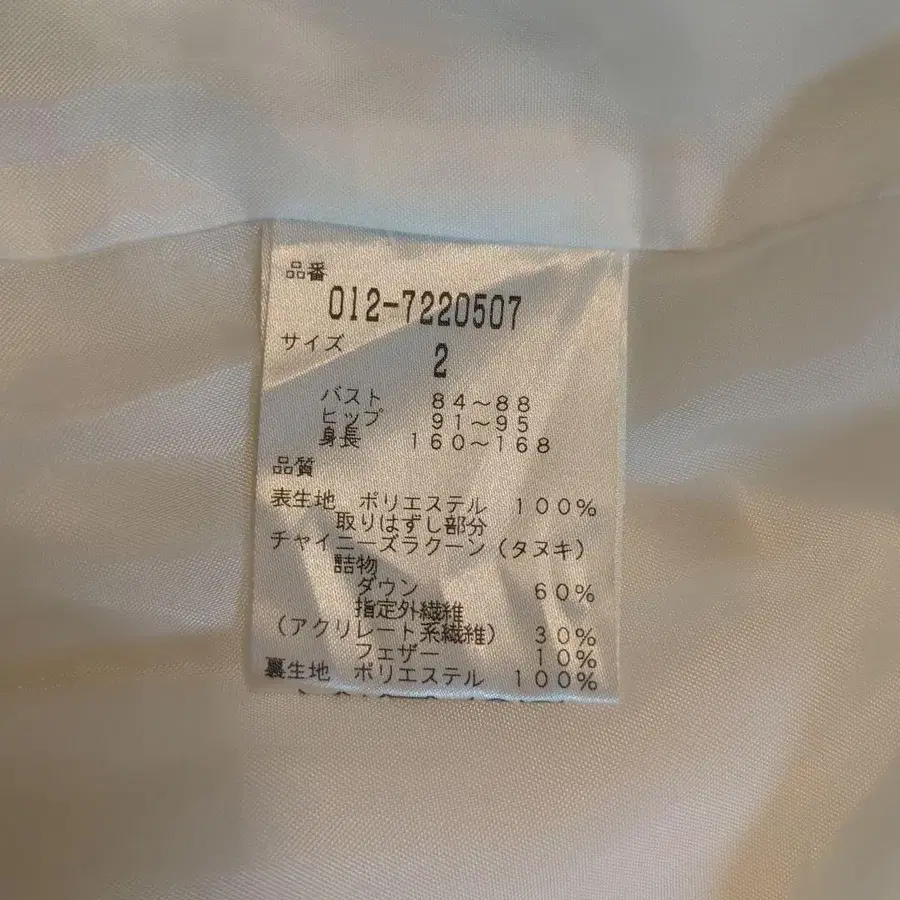 品番
012-7220507
サイズ 2
バスト 84～88
ヒップ 91～95
身長 160～168
品質
表生地 ポリエステル 100%
取りはずし部分
チャイニーズラクーン（タヌキ）
詰物
ダウン 60%
指定外繊維
（アクリレート系繊維） 30%
フェザー 10%
裏生地 ポリエステル 100%